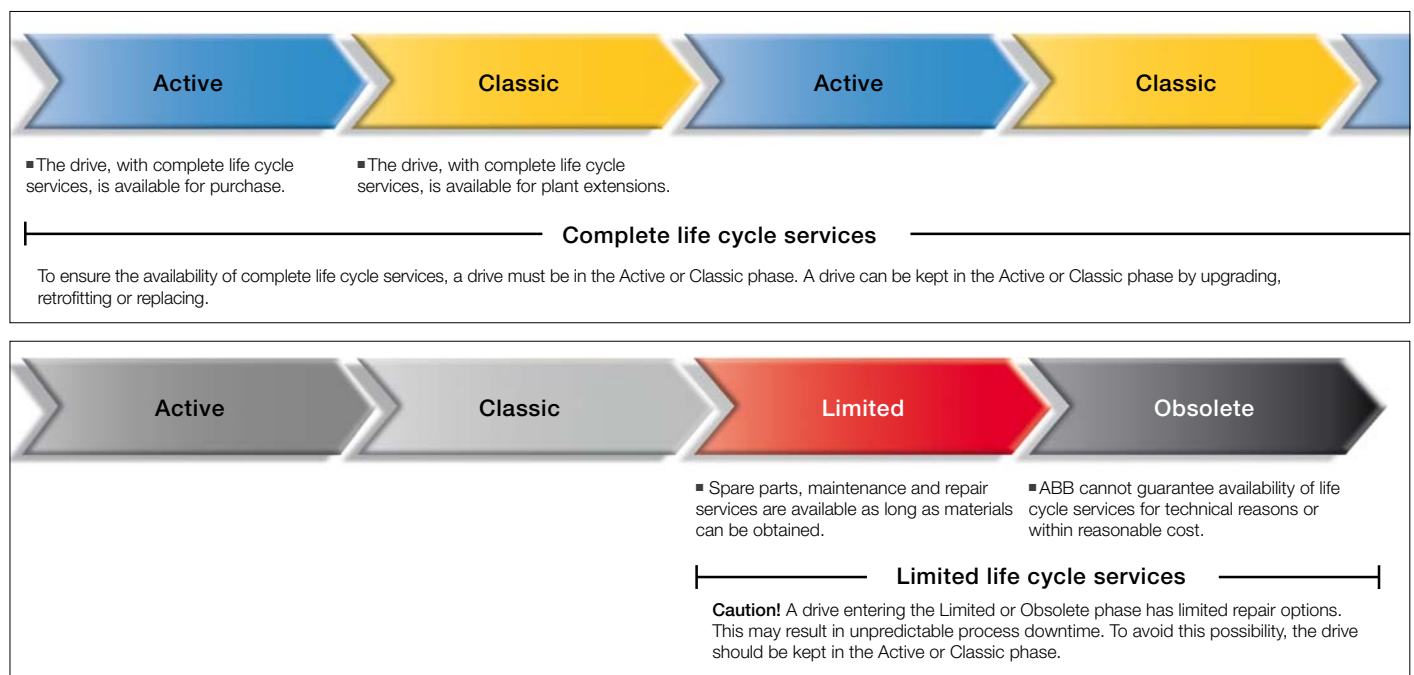 Active
Classic
Active
Classic
■ The drive, with complete life cycle
services, is available for purchase.
■ The drive, with complete life cycle
services, is available for plant extensions.
Complete life cycle services
To ensure the availability of complete life cycle services, a drive must be in the Active or Classic phase. A drive can be kept in the Active or Classic phase by upgrading,
retrofitting or replacing.
Active
Classic
Limited
Obsolete
■ Spare parts, maintenance and repair
services are available as long as materials
can be obtained.
■ ABB cannot guarantee availability of life
cycle services for technical reasons or
within reasonable cost.
Limited life cycle services
Caution! A drive entering the Limited or Obsolete phase has limited repair options.
This may result in unpredictable process downtime. To avoid this possibility, the drive
should be kept in the Active or Classic phase.